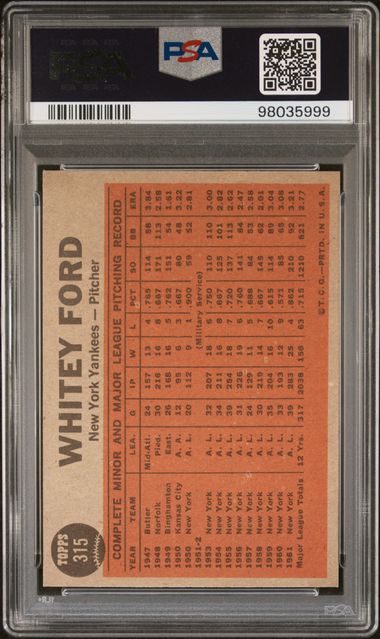 PSA
98035999
TOPPS
315
WHITEY FORD
New York Yankees — Pitcher
COMPLETE MINOR AND MAJOR LEAGUE PITCHING RECORD
YEAR TEAM LEA. G IP W L PCT SO BB ERA
1947 Butler Mid-Atl. 24 157 13 4 .765 114 58 3.84
1948 Norfolk Pied. 30 216 16 8 .667 171 113 2.58
1949 Binghamton East. 26 168 16 5 .762 151 54 1.61
1950 Kansas City A. A. 12 95 6 3 .667 80 48 3.22
1950 New York A. L. 20 112 9 1 .900 59 52 2.81
1951-2 New York (Military Service)
1953 New York A. L. 32 207 18 6 .750 110 110 3.00
1954 New York A. L. 34 211 16 8 .667 125 101 2.82
1955 New York A. L. 39 254 18 7 .720 137 113 2.62
1956 New York A. L. 31 226 19 6 .760 141 84 2.47
1957 New York A. L. 24 129 11 5 .688 84 53 2.58
1958 New York A. L. 30 219 14 7 .667 145 62 2.01
1959 New York A. L. 35 204 16 10 .615 114 89 3.04
1960 New York A. L. 33 193 12 9 .571 85 65 3.08
1961 New York A. L. 39 283 25 4 .862 209 92 3.21
Major League Totals 12 Yrs. 317 2038 158 63 .715 1210 821 2.77
© T.C.G.—PRTD. IN U.S.A.